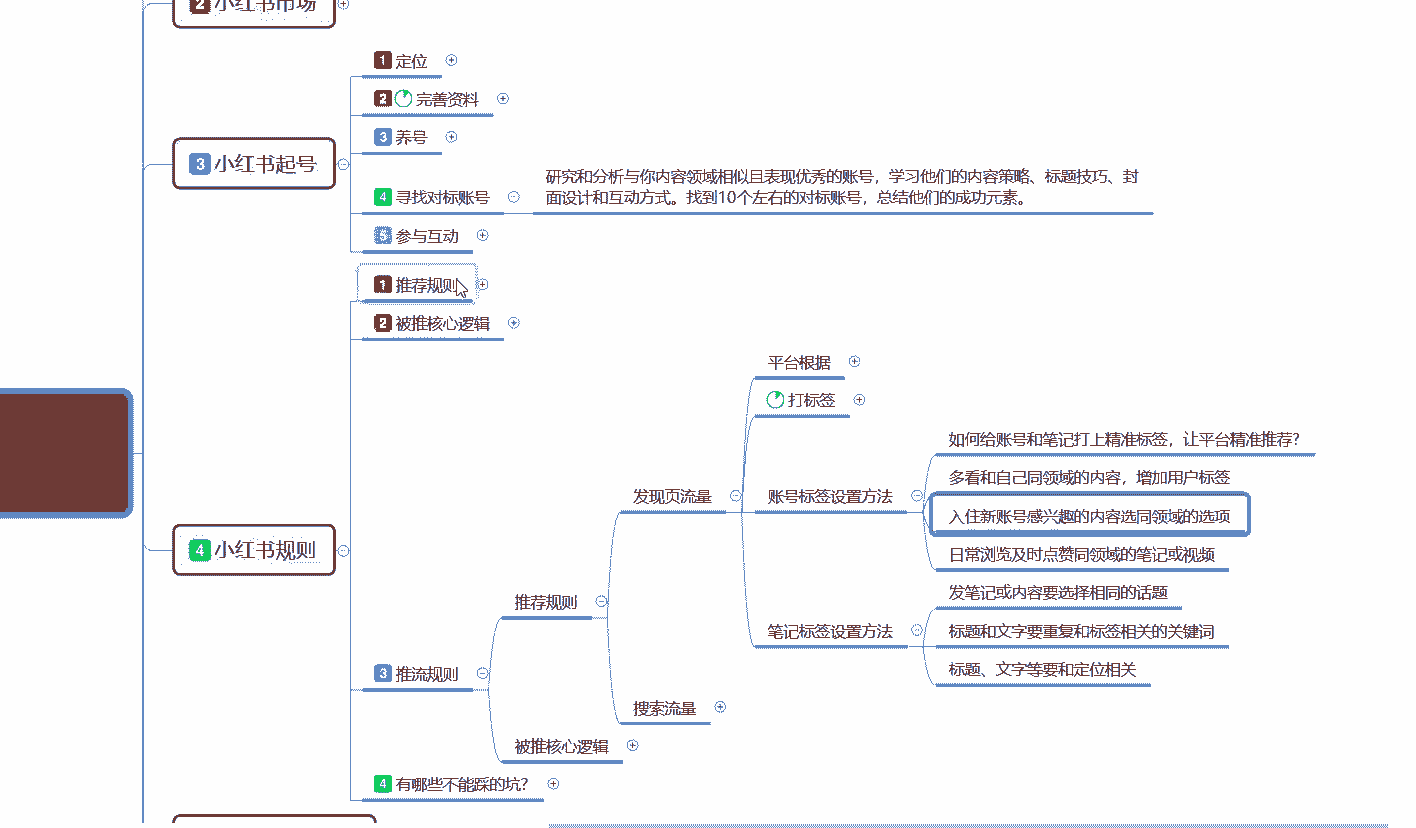 2 小红书市场
1 定位
2 完善资料
3 养号
3 小红书起号
研究和分析与你内容领域相似且表现优秀的账号，学习他们的内容策略、标题技巧、封
面设计和互动方式。找到10个左右的对标账号，总结他们的成功元素。
4 寻找对标账号
5 参与互动
1 推荐规则
2 被推核心逻辑
平台根据
打标签
如何给账号和笔记打上精准标签，让平台精准推荐？
多看和自己同领域的内容，增加用户标签
发现页流量
账号标签设置方法
入住新账号感兴趣的内容选同领域的选项
4 小红书规则
日常浏览及时点赞同领域的笔记或视频
发笔记或内容要选择相同的话题
推荐规则
笔记标签设置方法
标题和文字要重复和标签相关的关键词
标题、文字等要和定位相关
3 推流规则
搜索流量
被推核心逻辑
4 有哪些不能踩的坑？